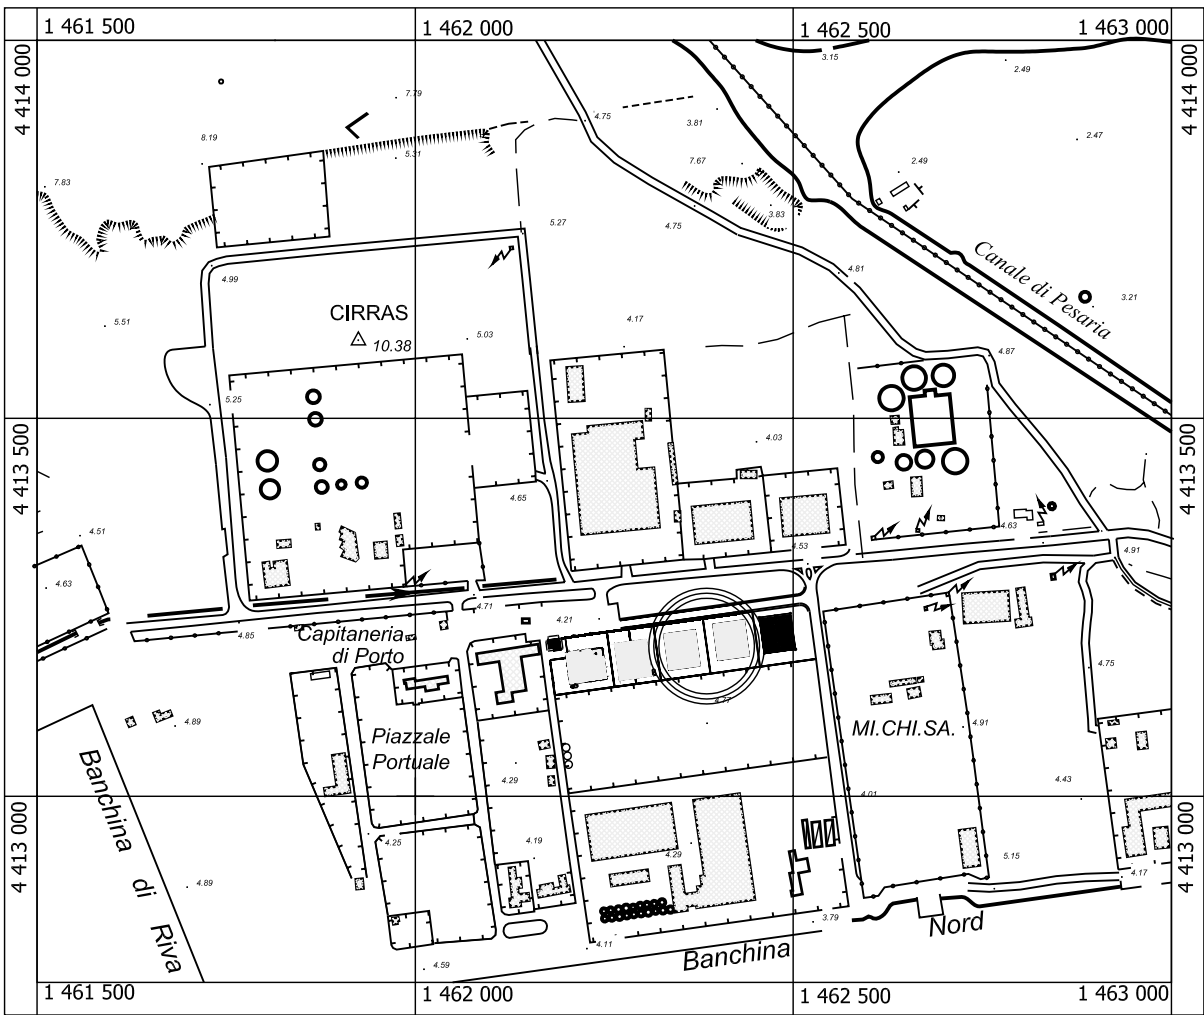 1 461 500
1 462 000
1 462 500
1 463 000
4 414 000
4 414 000
3.15
2.49
7.79
4.75
3.81
8.19
2.47
5.31
7.67
2.49
7.83
3.83
5.27
4.75
Canale di Pesaria
4.81
4.99
3.21
CIRRAS
5.51
4.17
5.03
10.38
4.87
5.25
4 413 500
4 413 500
4.03
4.65
4.51
4.63
4.53
4.91
4.63
4.71
4.21
4.85
Capitaneria
di Porto
4.75
4.77
4.89
4.91
MI.CHI.SA.
Piazzale
Portuale
Banchina di Riva
4.29
4.43
4.01
4 413 000
4 413 000
4.25
4.19
4.29
5.15
4.17
4.89
3.79
Nord
4.11
Banchina
4.59
1 461 500
1 462 000
1 462 500
1 463 000